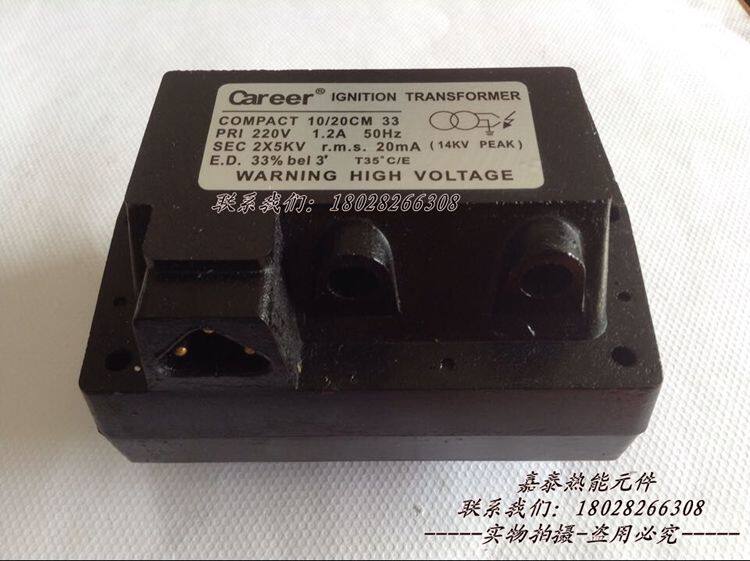 Career® IGNITION TRANSFORMER
COMPACT 10/20CM 33
PRI 220V 1.2A 50Hz
SEC 2X5KV r.m.s. 20mA (14KV PEAK)
E.D. 33% bel 3' T35°C/E
WARNING HIGH VOLTAGE
联系我们：18028266308
嘉泰热能元件
联系我们：18028266308
-----实物拍摄-盗用必究-----